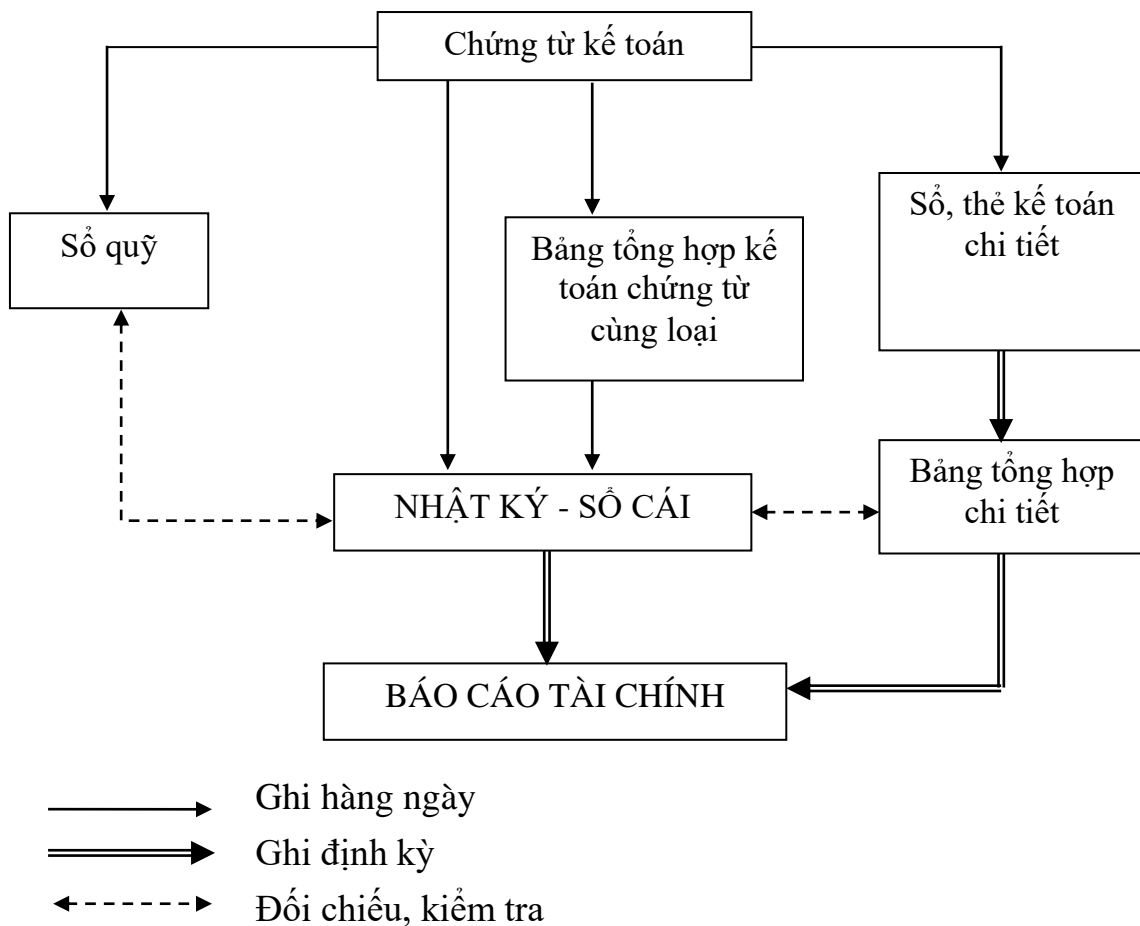 Chứng từ kế toán
Sổ quỹ
Bảng tổng hợp kế
toán chứng từ
cùng loại
Sổ, thẻ kế toán
chi tiết
NHẬT KÝ - SỔ CÁI
Bảng tổng hợp
chi tiết
BÁO CÁO TÀI CHÍNH
Ghi hàng ngày
Ghi định kỳ
Đối chiếu, kiểm tra